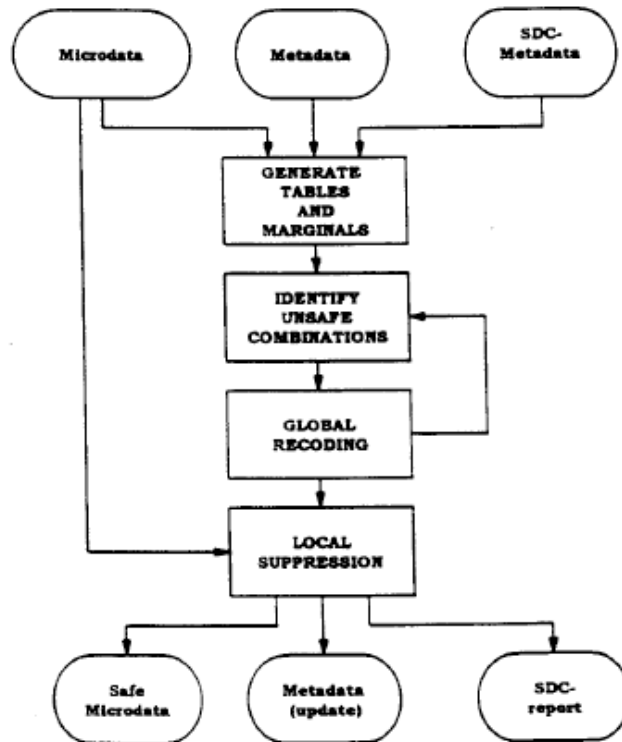 Microdata
Metadata
SDC-
Metadata
GENERATE
TABLES
AND
MARGINALS
IDENTIFY
UNSAFE
COMBINATIONS
GLOBAL
RECODING
LOCAL
SUPPRESSION
Safe
Microdata
Metadata
(update)
SDC-
report